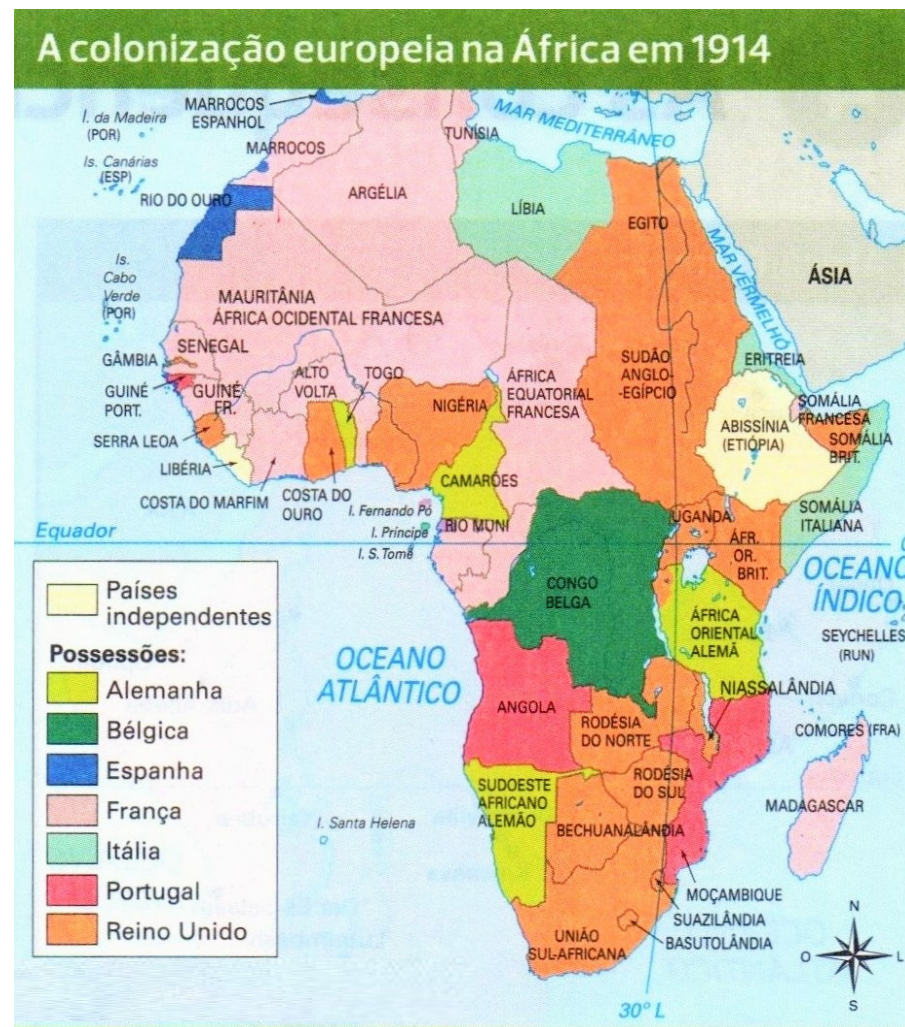 A colonização europeia na África em 1914
MARROCOS
ESPANHOL
I. da Madeira
(POR)
MAR MEDITERRÂNEO
TUNÍSIA
MARROCOS
Is. Canárias
(ESP)
RIO DO OURO
ARGÉLIA
LÍBIA
EGITO
MAR VERMELHO
ÁSIA
Is.
Cabo
Verde
(POR)
MAURITÂNIA
ÁFRICA OCIDENTAL FRANCESA
SENEGAL
GÂMBIA
GUINÉ
PORT.
GUINÉ
FR.
ALTO
VOLTA
TOGO
NIGÉRIA
ÁFRICA
EQUATORIAL
FRANCESA
SUDÃO
ANGLO-
-EGÍPCIO
ERITREIA
SOMÁLIA
FRANCESA
ABISSÍNIA
(ETIÓPIA)
SOMÁLIA
BRIT.
SERRA LEOA
LIBÉRIA
COSTA DO MARFIM
COSTA DO
OURO
CAMARÕES
I. Fernando Pó
RIO MUNI
I. Príncipe
I. S. Tomé
Equador
UGANDA
ÁFR.
OR.
BRIT.
SOMÁLIA
ITALIANA
OCEANO
ÍNDICO
CONGO
BELGA
ÁFRICA
ORIENTAL
ALEMÃ
SEYCHELLES
(RUN)
Países
independentes
Possessões:
Alemanha
Bélgica
Espanha
França
Itália
Portugal
Reino Unido
OCEANO
ATLÂNTICO
NIASSALÂNDIA
ANGOLA
RODÉSIA
DO NORTE
COMORES (FRA)
RODÉSIA
DO SUL
SUDOESTE
AFRICANO
ALEMÃO
MADAGASCAR
I. Santa Helena
BECHUANALÂNDIA
MOÇAMBIQUE
SUAZILÂNDIA
BASUTOLÂNDIA
UNIÃO
SUL-AFRICANA
30° L
N
O
L
S